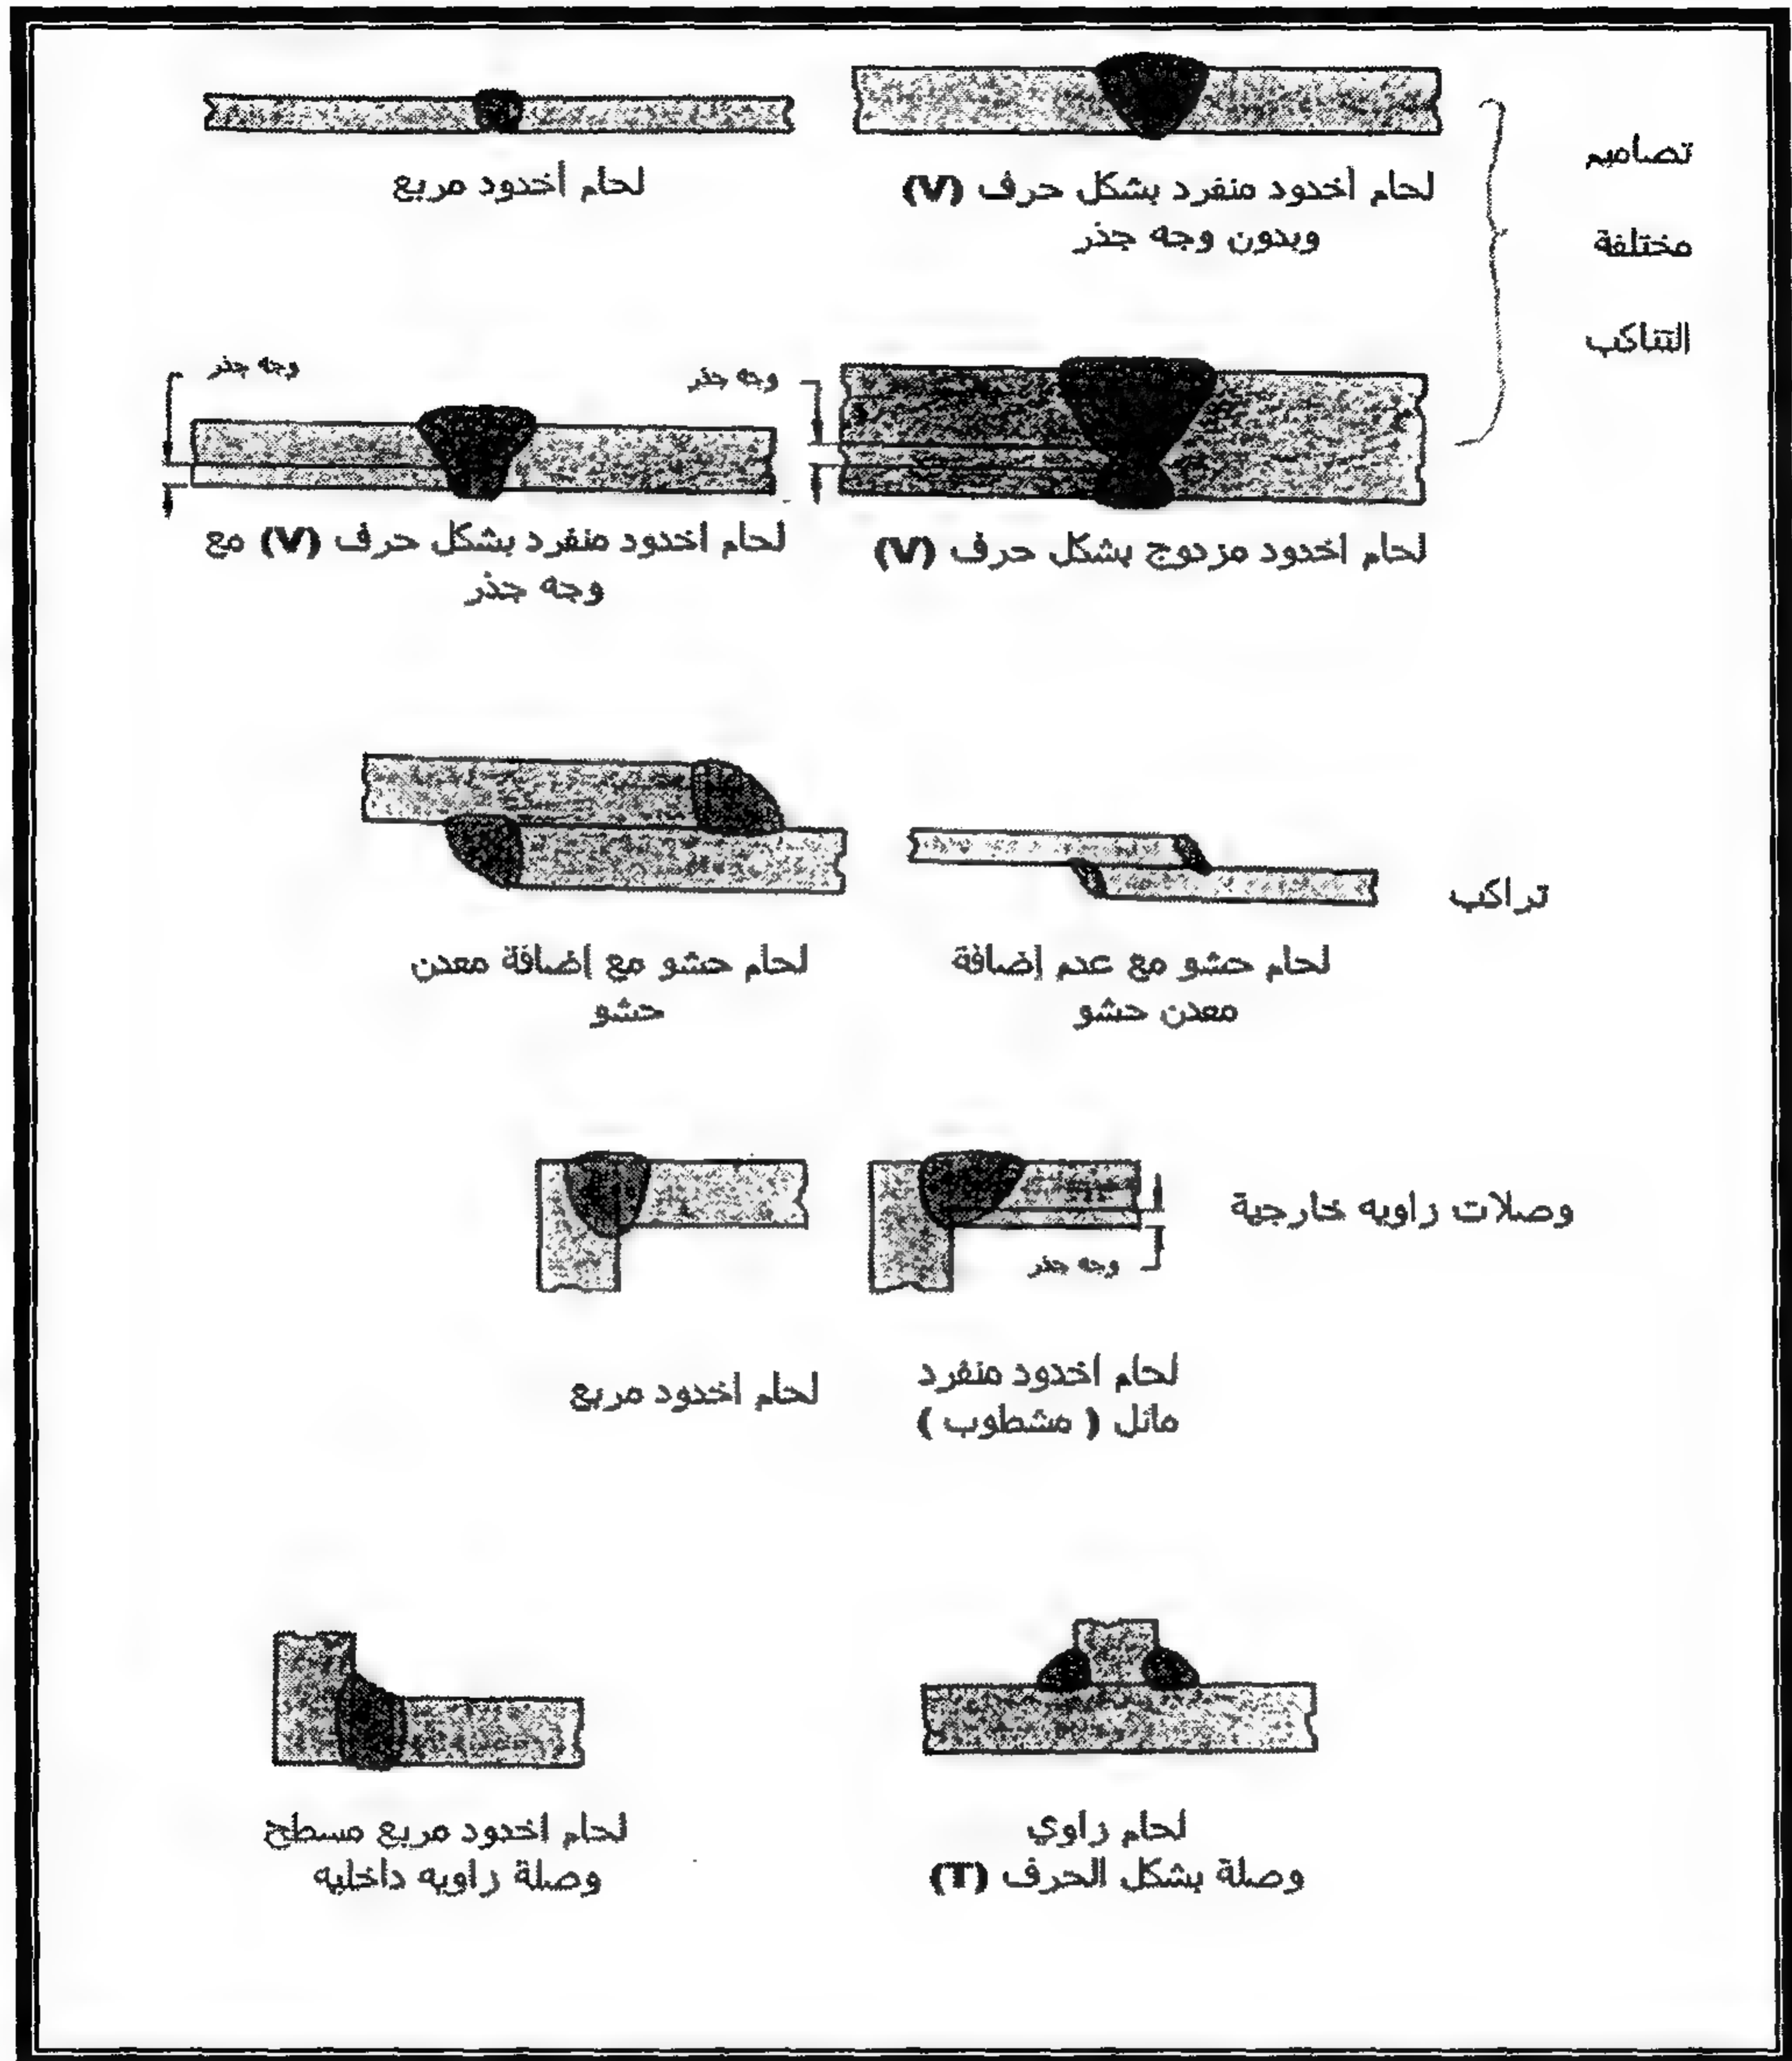 تصاميم
مختلفة
التناكب
لحام أخدود منفرد بشكل حرف (V)
وبدون وجه جذر
لحام أخدود مربع
وجه جذر
لحام اخدود مزدوج بشكل حرف (V)
وجه جذر
لحام اخدود منفرد بشكل حرف (V) مع
وجه جذر
تراكب
لحام حشو مع عدم إضافة
معدن حشو
لحام حشو مع إضافة معدن
حشو
وصلات زاويه خارجية
وجه جذر
لحام اخدود منفرد
مائل ( مشطوب )
لحام اخدود مربع
لحام زاوي
وصلة بشكل الحرف (T)
لحام اخدود مربع مسطح
وصلة زاويه داخليه